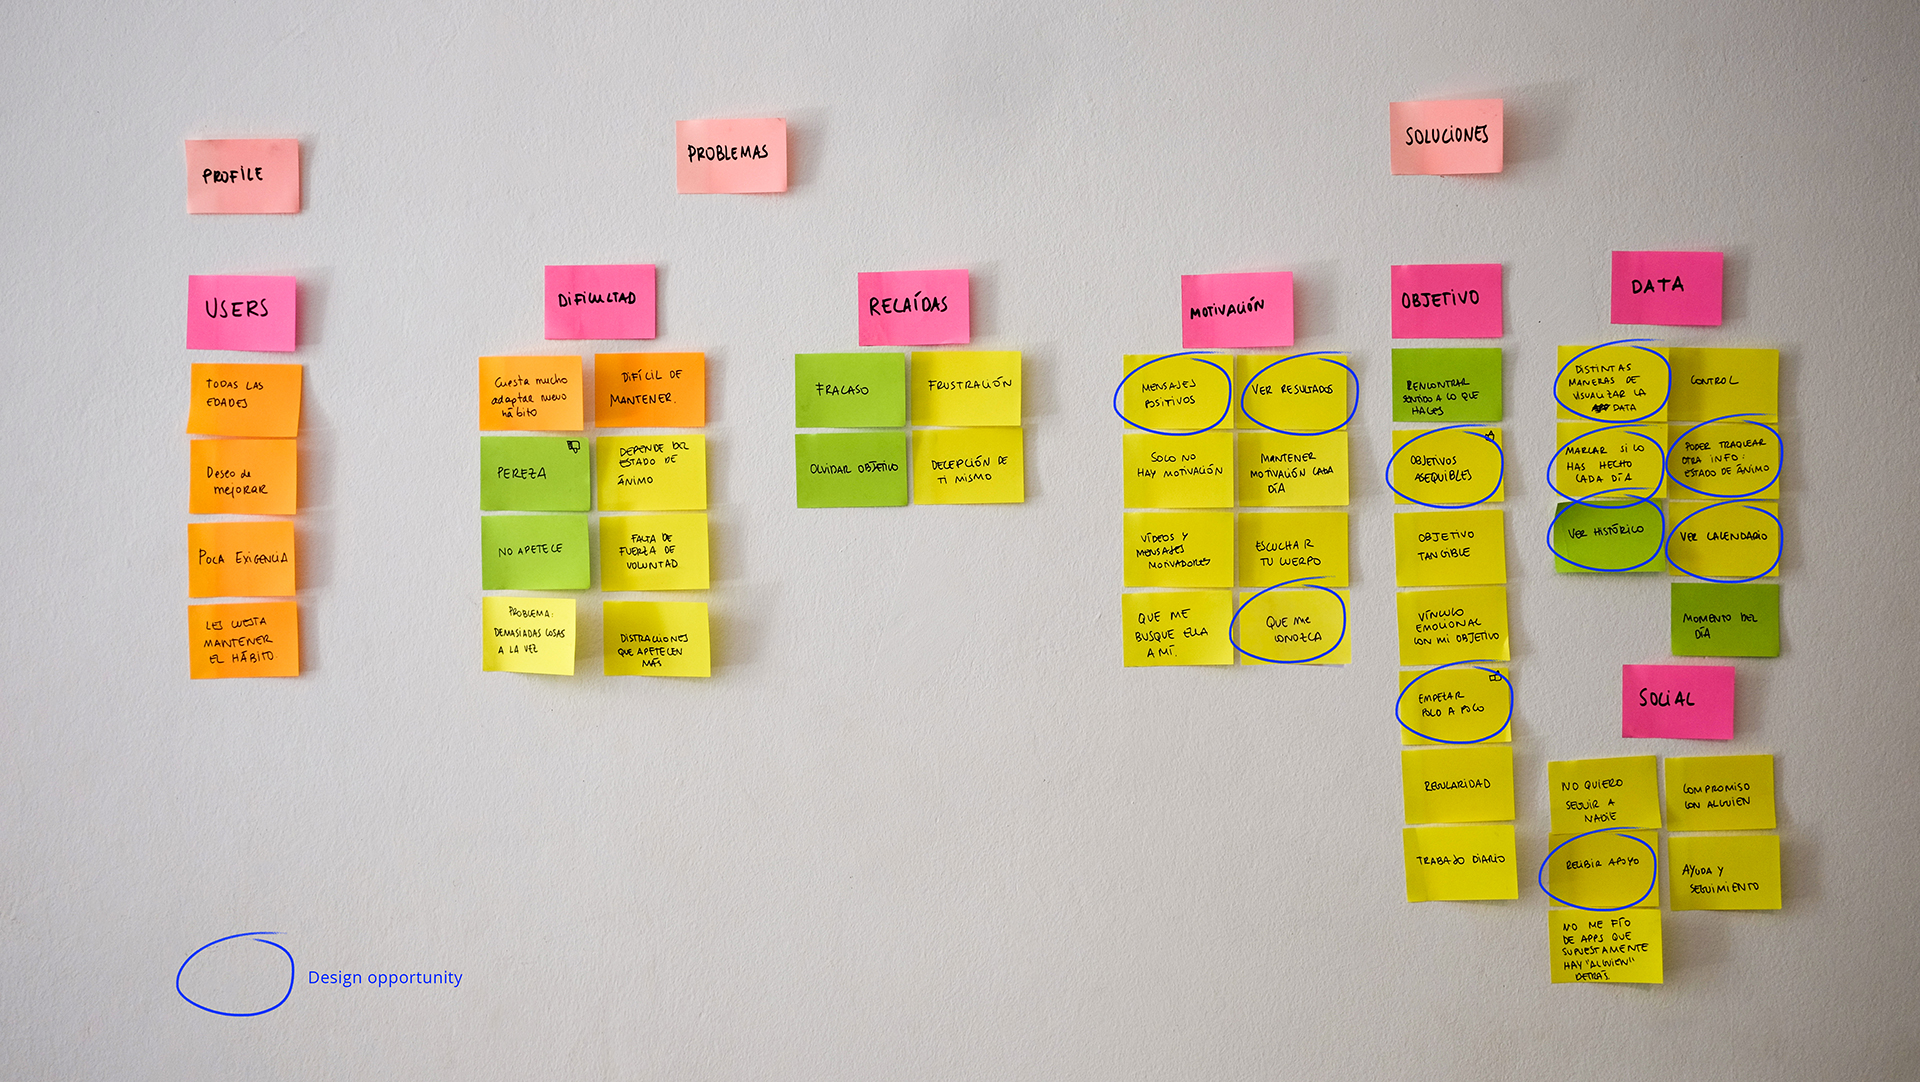 PROFILE
USERS
TODAS LAS
EDADES
Deseo de
mejorar
POCA EXIGENCIA
LES CUESTA
MANTENER
EL HÁBITO.
PROBLEMAS
DIFICULTAD
Cuesta mucho
adaptar nuevo
hábito
DIFÍCIL DE
MANTENER.
PEREZA
DEPENDE DEL
ESTADO DE
ÁNIMO
NO APETECE
FALTA DE
FUERZA DE
VOLUNTAD
PROBLEMA:
DEMASIADAS COSAS
A LA VEZ
DISTRACIONES
QUE APETECEN
MÁS
RECAÍDAS
FRACASO
FRUSTRACIÓN
OLVIDAR OBJETIVO
DECEPCIÓN DE
TI MISMO
SOLUCIONES
MOTIVACIÓN
MENSAJES
POSITIVOS
VER RESULTADOS
SOLO NO
HAY MOTIVACIÓN
MANTENER
MOTIVACIÓN CADA
DÍA
VÍDEOS Y
MENSAJES
MOTIVADORES
ESCUCHAR
TU CUERPO
QUE ME
BUSQUE ELLA
A MÍ.
QUE ME
CONOZCA
OBJETIVO
RENCONTRAR
SENTIDO A LO QUE
HACES
OBJETIVOS
ASEQUIBLES
OBJETIVO
TANGIBLE
VÍNCULO
EMOCIONAL
CON MI OBJETIVO
EMPEZAR
POCO A POCO
REGULARIDAD
TRABAJO DIARIO
DATA
DISTINTAS
MANERAS DE
VISUALIZAR LA
DATA
CONTROL
MARCAR SI LO
HAS HECHO
CADA DÍA
PODER TRAQUEAR
OTRA INFO:
ESTADO DE ÁNIMO
VER HISTÓRICO
VER CALENDARIO
MOMENTO DEL
DÍA
SOCIAL
NO QUIERO
SEGUIR A
NADIE
COMPROMISO
CON ALGUIEN
RECIBIR APOYO
AYUDA Y
SEGUIMIENTO
NO ME FÍO
DE APPS QUE
SUPUESTAMENTE
HAY "ALGUIEN"
DETRÁS.
Design opportunity